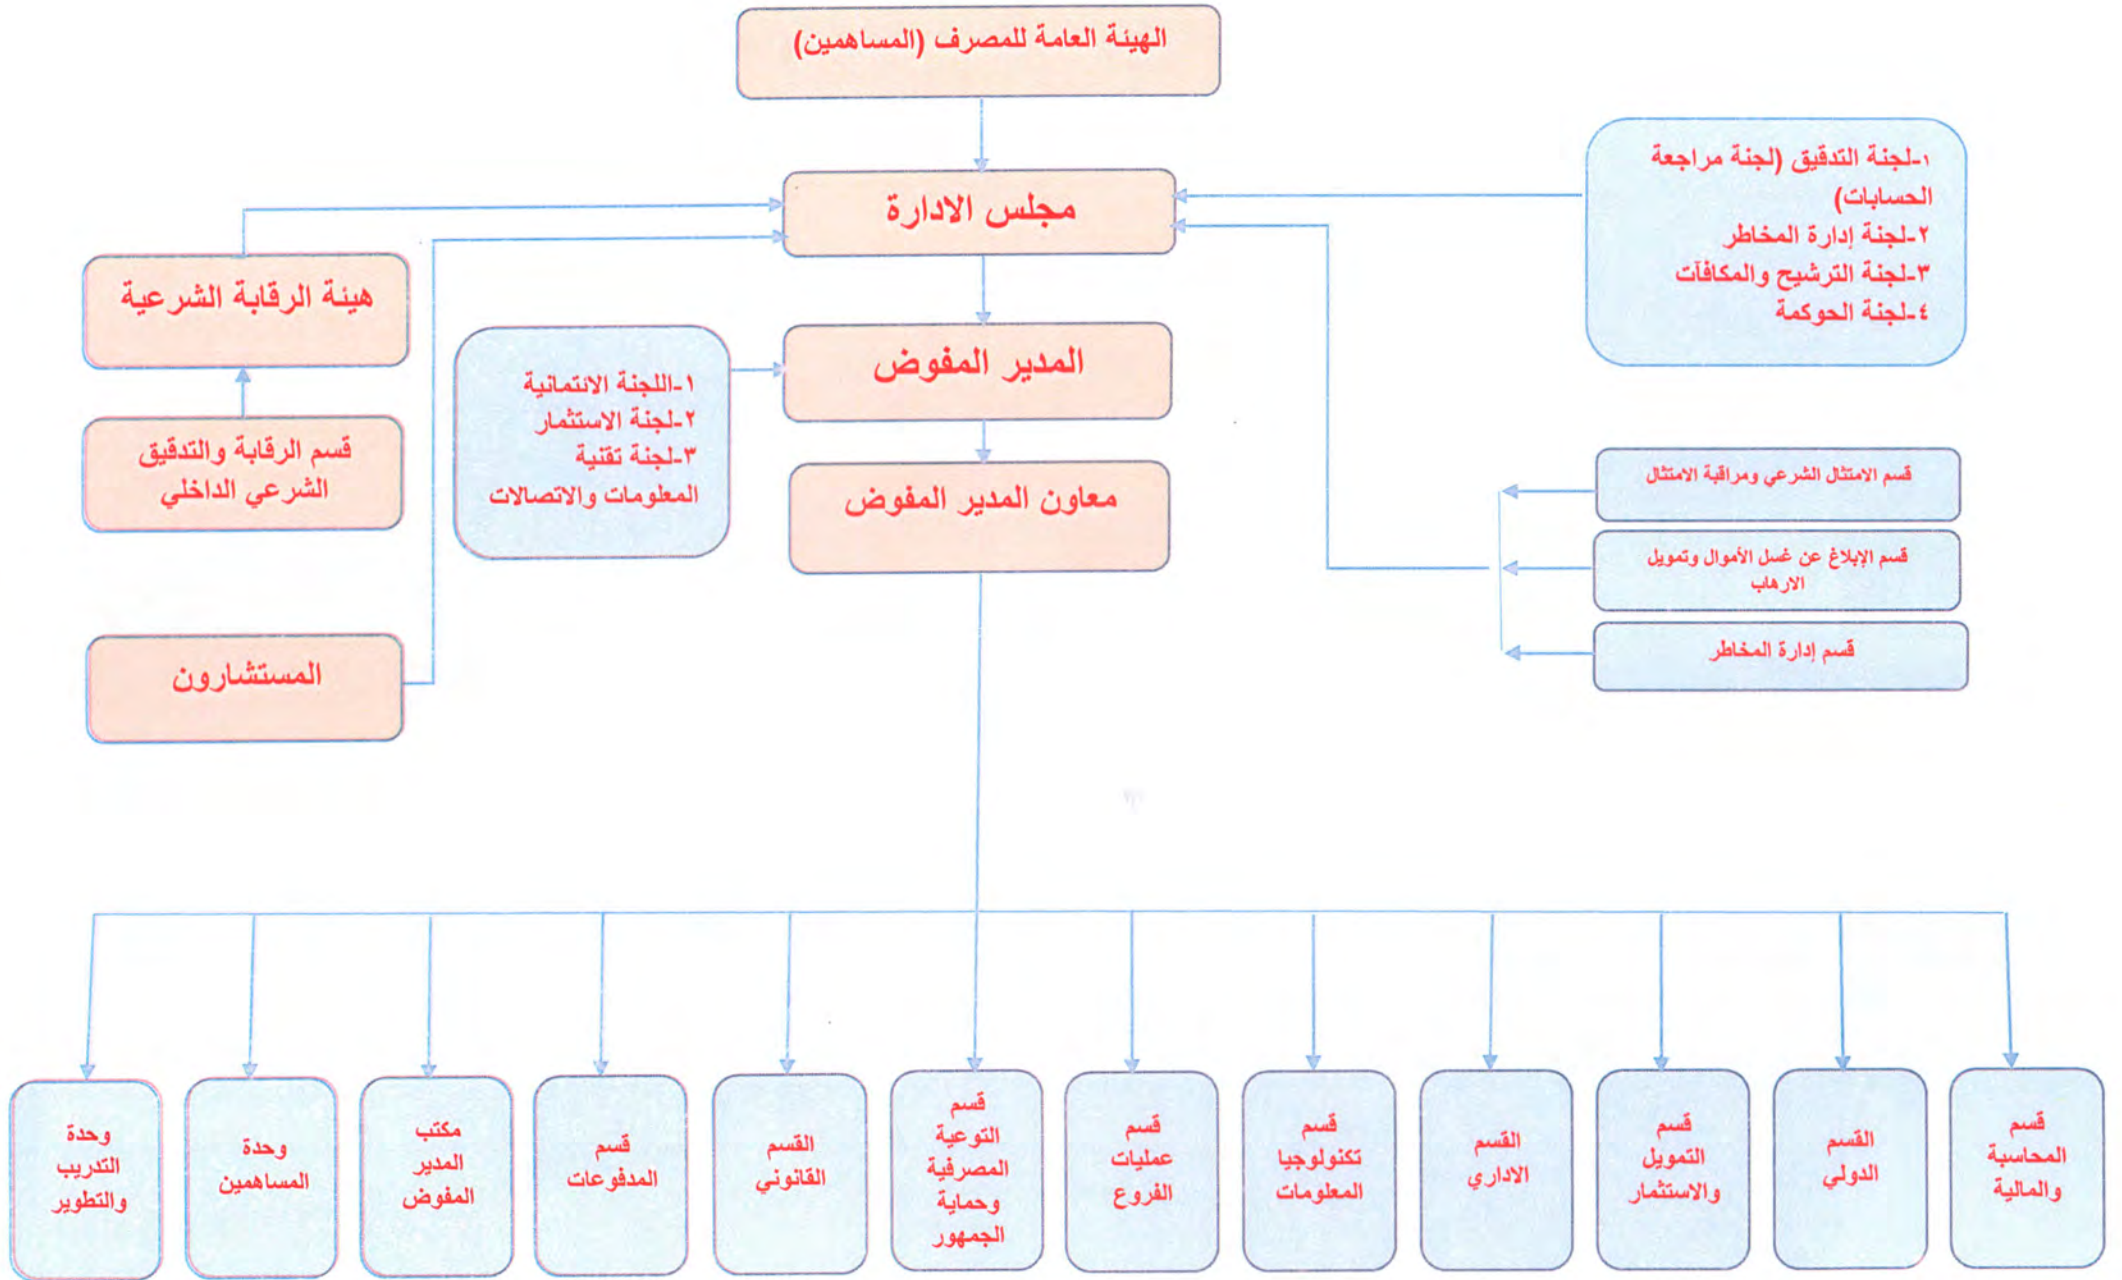 الهيئة العامة للمصرف (المساهمين)
مجلس الادارة
١-لجنة التدقيق (لجنة مراجعة
الحسابات)
٢-لجنة إدارة المخاطر
٣-لجنة الترشيح والمكافآت
٤-لجنة الحوكمة
هيئة الرقابة الشرعية
المدير المفوض
١-اللجنة الائتمانية
٢-لجنة الاستثمار
٣-لجنة تقنية
المعلومات والاتصالات
قسم الرقابة والتدقيق
الشرعي الداخلي
معاون المدير المفوض
قسم الامتثال الشرعي ومراقبة الامتثال
قسم الإبلاغ عن غسل الأموال وتمويل
الارهاب
قسم إدارة المخاطر
المستشارون
قسم
المحاسبة
والمالية
القسم
الدولي
قسم
التمويل
والاستثمار
القسم
الاداري
قسم
تكنولوجيا
المعلومات
قسم
عمليات
الفروع
قسم
التوعية
المصرفية
وحماية
الجمهور
القسم
القانوني
قسم
المدفوعات
مكتب
المدير
المفوض
وحدة
المساهمين
وحدة
التدريب
والتطوير